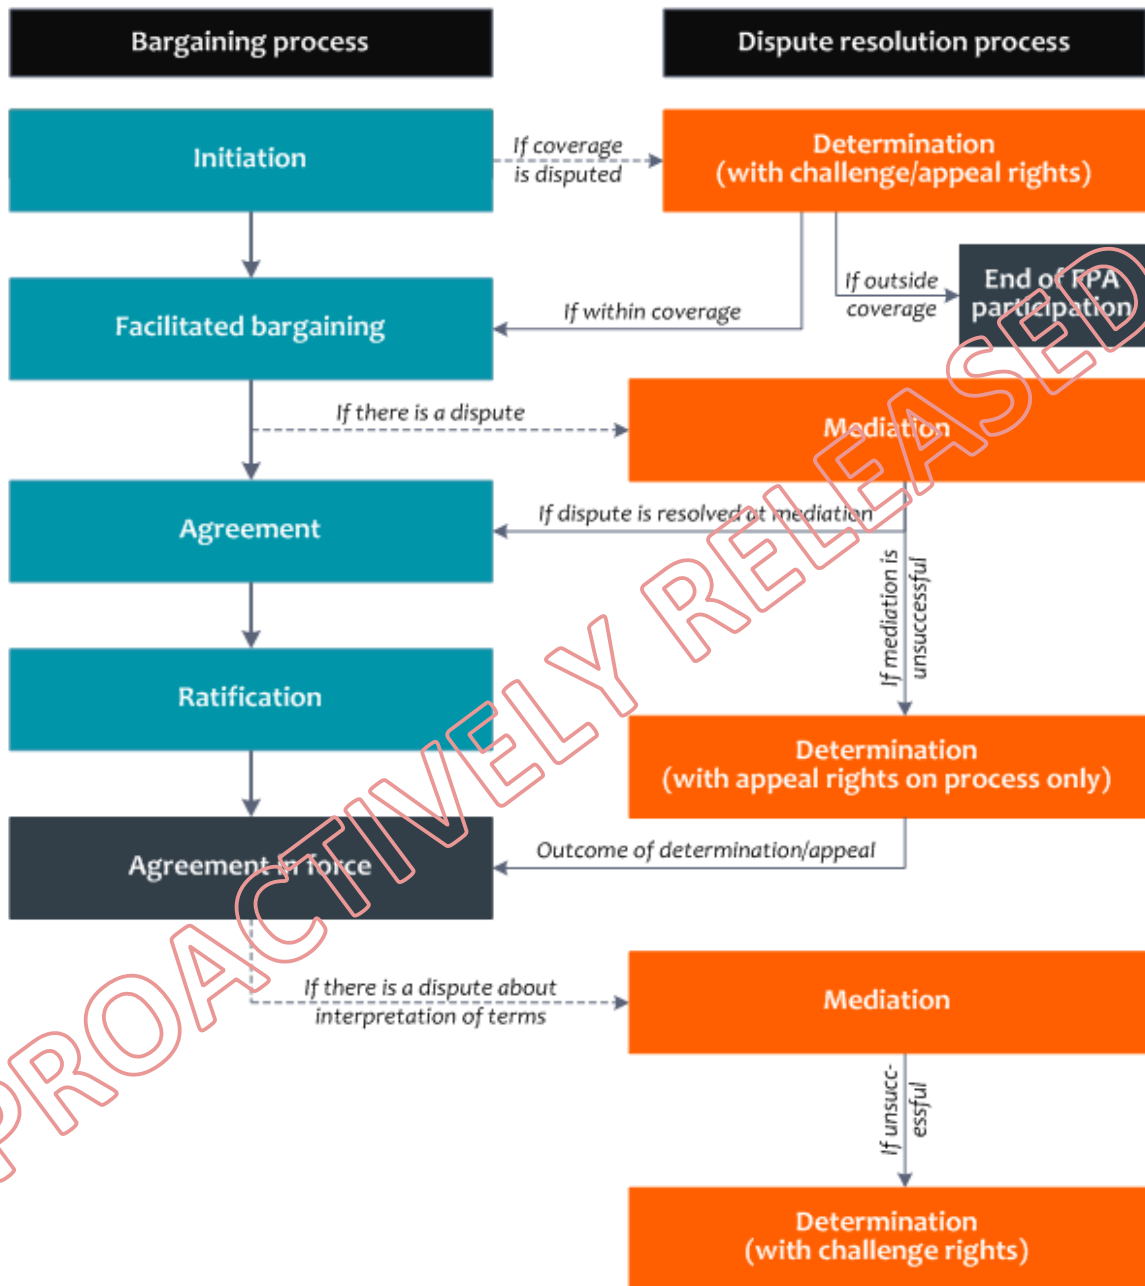 Bargaining process
Dispute resolution process
Initiation
If coverage
is disputed
Determination
(with challenge/appeal rights)
If outside
coverage
End of FPA
participation
Facilitated bargaining
If within coverage
If there is a dispute
Mediation
Agreement
If dispute is resolved at mediation
If mediation is
unsuccessful
Ratification
Determination
(with appeal rights on process only)
Agreement in force
Outcome of determination/appeal
If there is a dispute about
interpretation of terms
Mediation
If unsucc-
essful
Determination
(with challenge rights)
PROACTIVELY RELEASED